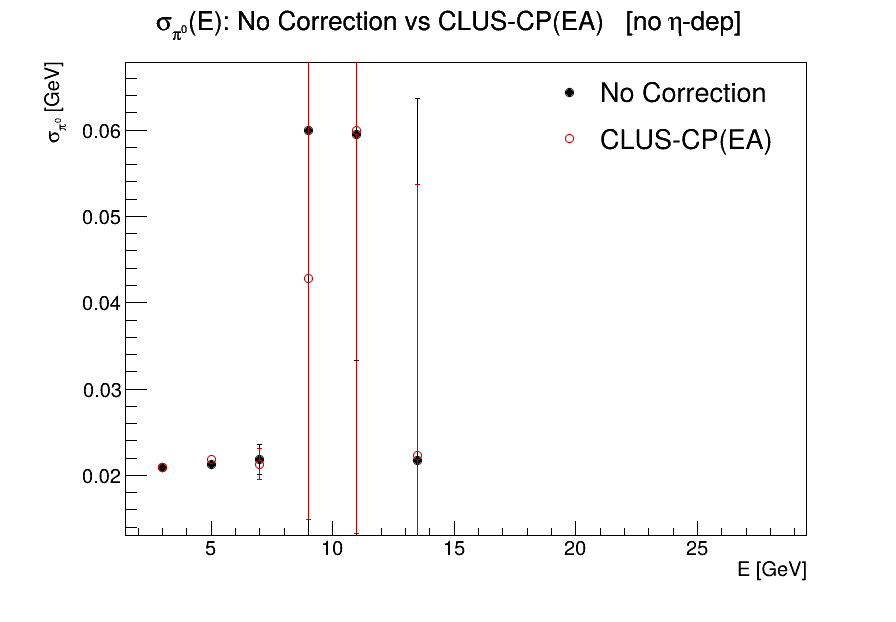 σπ⁰(E): No Correction vs CLUS-CP(EA) [no η-dep]
σπ⁰ [GeV]
No Correction
CLUS-CP(EA)
0.06
0.05
0.04
0.03
0.02
5 10 15 20 25
E [GeV]